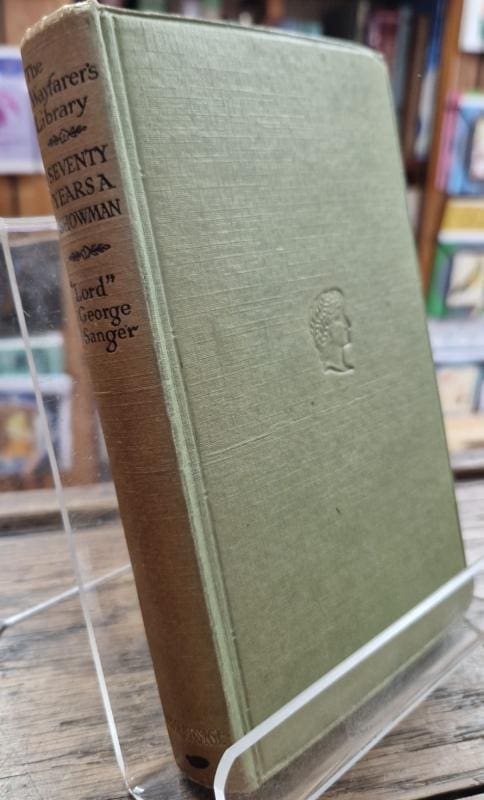 The
Wayfarer's
Library
SEVENTY
YEARS A
SHOWMAN
"Lord"
George
Sanger